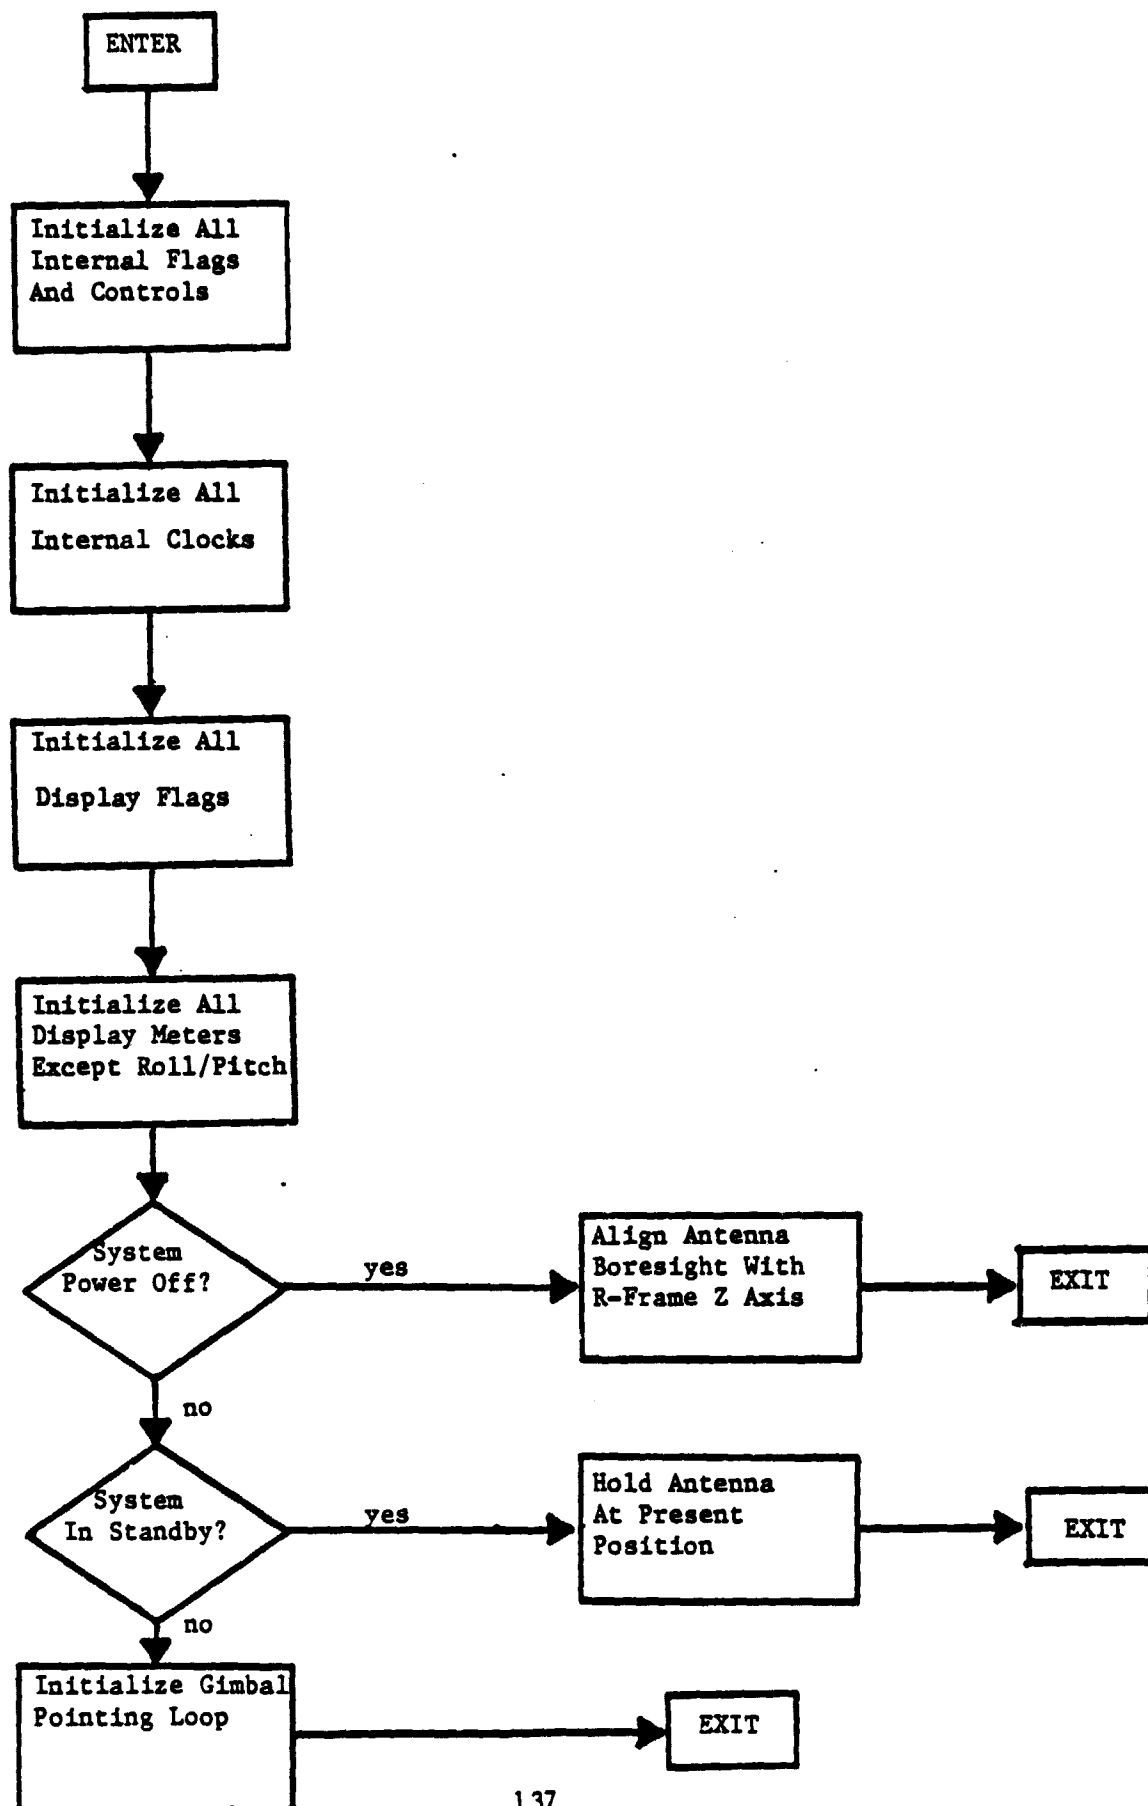 ENTER
Initialize All
Internal Flags
And Controls
Initialize All
Internal Clocks
Initialize All
Display Flags
Initialize All
Display Meters
Except Roll/Pitch
System
Power Off?
yes
Align Antenna
Boresight With
R-Frame Z Axis
EXIT
no
System
In Standby?
yes
Hold Antenna
At Present
Position
EXIT
no
Initialize Gimbal
Pointing Loop
EXIT
137